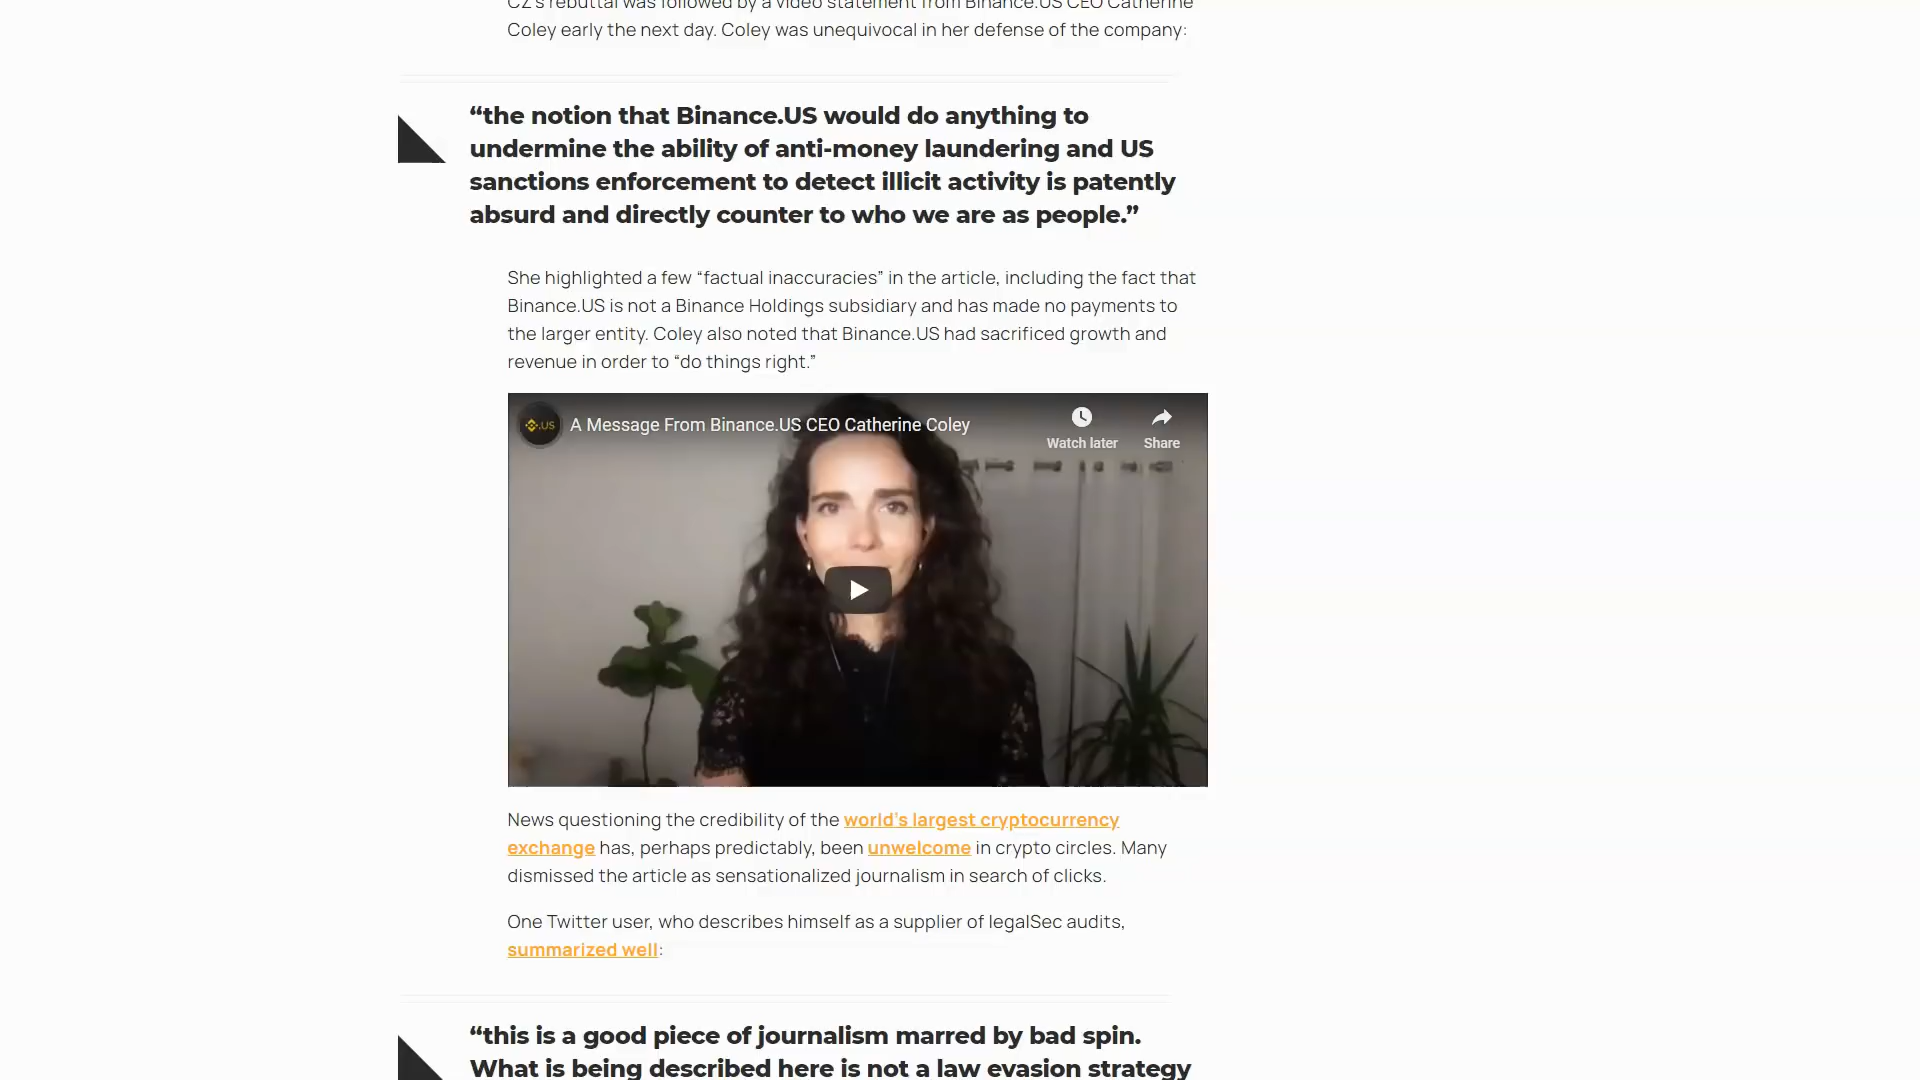 CZ's rebuttal was followed by a video statement from Binance.US CEO Catherine
Coley early the next day. Coley was unequivocal in her defense of the company:
“the notion that Binance.US would do anything to
undermine the ability of anti-money laundering and US
sanctions enforcement to detect illicit activity is patently
absurd and directly counter to who we are as people.”
She highlighted a few “factual inaccuracies” in the article, including the fact that
Binance.US is not a Binance Holdings subsidiary and has made no payments to
the larger entity. Coley also noted that Binance.US had sacrificed growth and
revenue in order to “do things right.”
.US
A Message From Binance.US CEO Catherine Coley
Watch later
Share
News questioning the credibility of the world's largest cryptocurrency
exchange has, perhaps predictably, been unwelcome in crypto circles. Many
dismissed the article as sensationalized journalism in search of clicks.
One Twitter user, who describes himself as a supplier of legalSec audits,
summarized well:
“this is a good piece of journalism marred by bad spin.
What is being described here is not a law evasion strategy